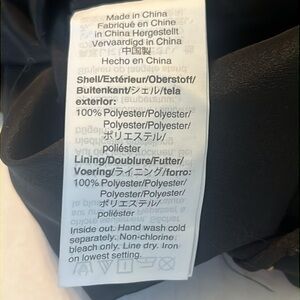 Made in China
Fabriqué en Chine
in China Hergestellt
Vervaardigd in China
中国製
Hecho en China
Shell/Extérieur/Oberstoff/
Buitenkant/シェル/tela
exterior:
100% Polyester/Polyester/
Polyester/Polyester/
ポリエステル/
poliéster
Lining/Doublure/Futter/
Voering/ライニング/forro:
100% Polyester/Polyester/
Polyester/Polyester/
ポリエステル/
poliéster
Inside out. Hand wash cold
separately. Non-chlorine
bleach only. Line dry. Iron
on lowest setting.